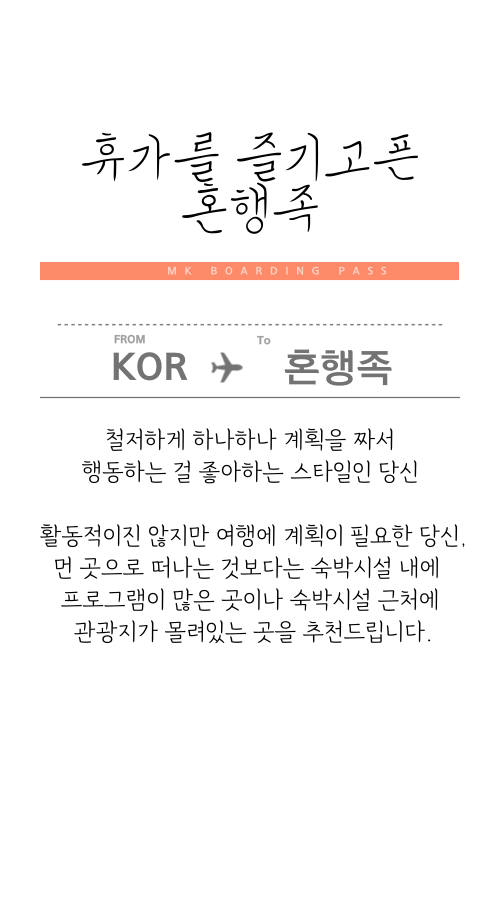 휴가를 즐기고픈
혼행족
MK BOARDING PASS
FROM
To
KOR
혼행족
철저하게 하나하나 계획을 짜서
행동하는 걸 좋아하는 스타일인 당신
활동적이진 않지만 여행에 계획이 필요한 당신,
먼 곳으로 떠나는 것보다는 숙박시설 내에
프로그램이 많은 곳이나 숙박시설 근처에
관광지가 몰려있는 곳을 추천드립니다.